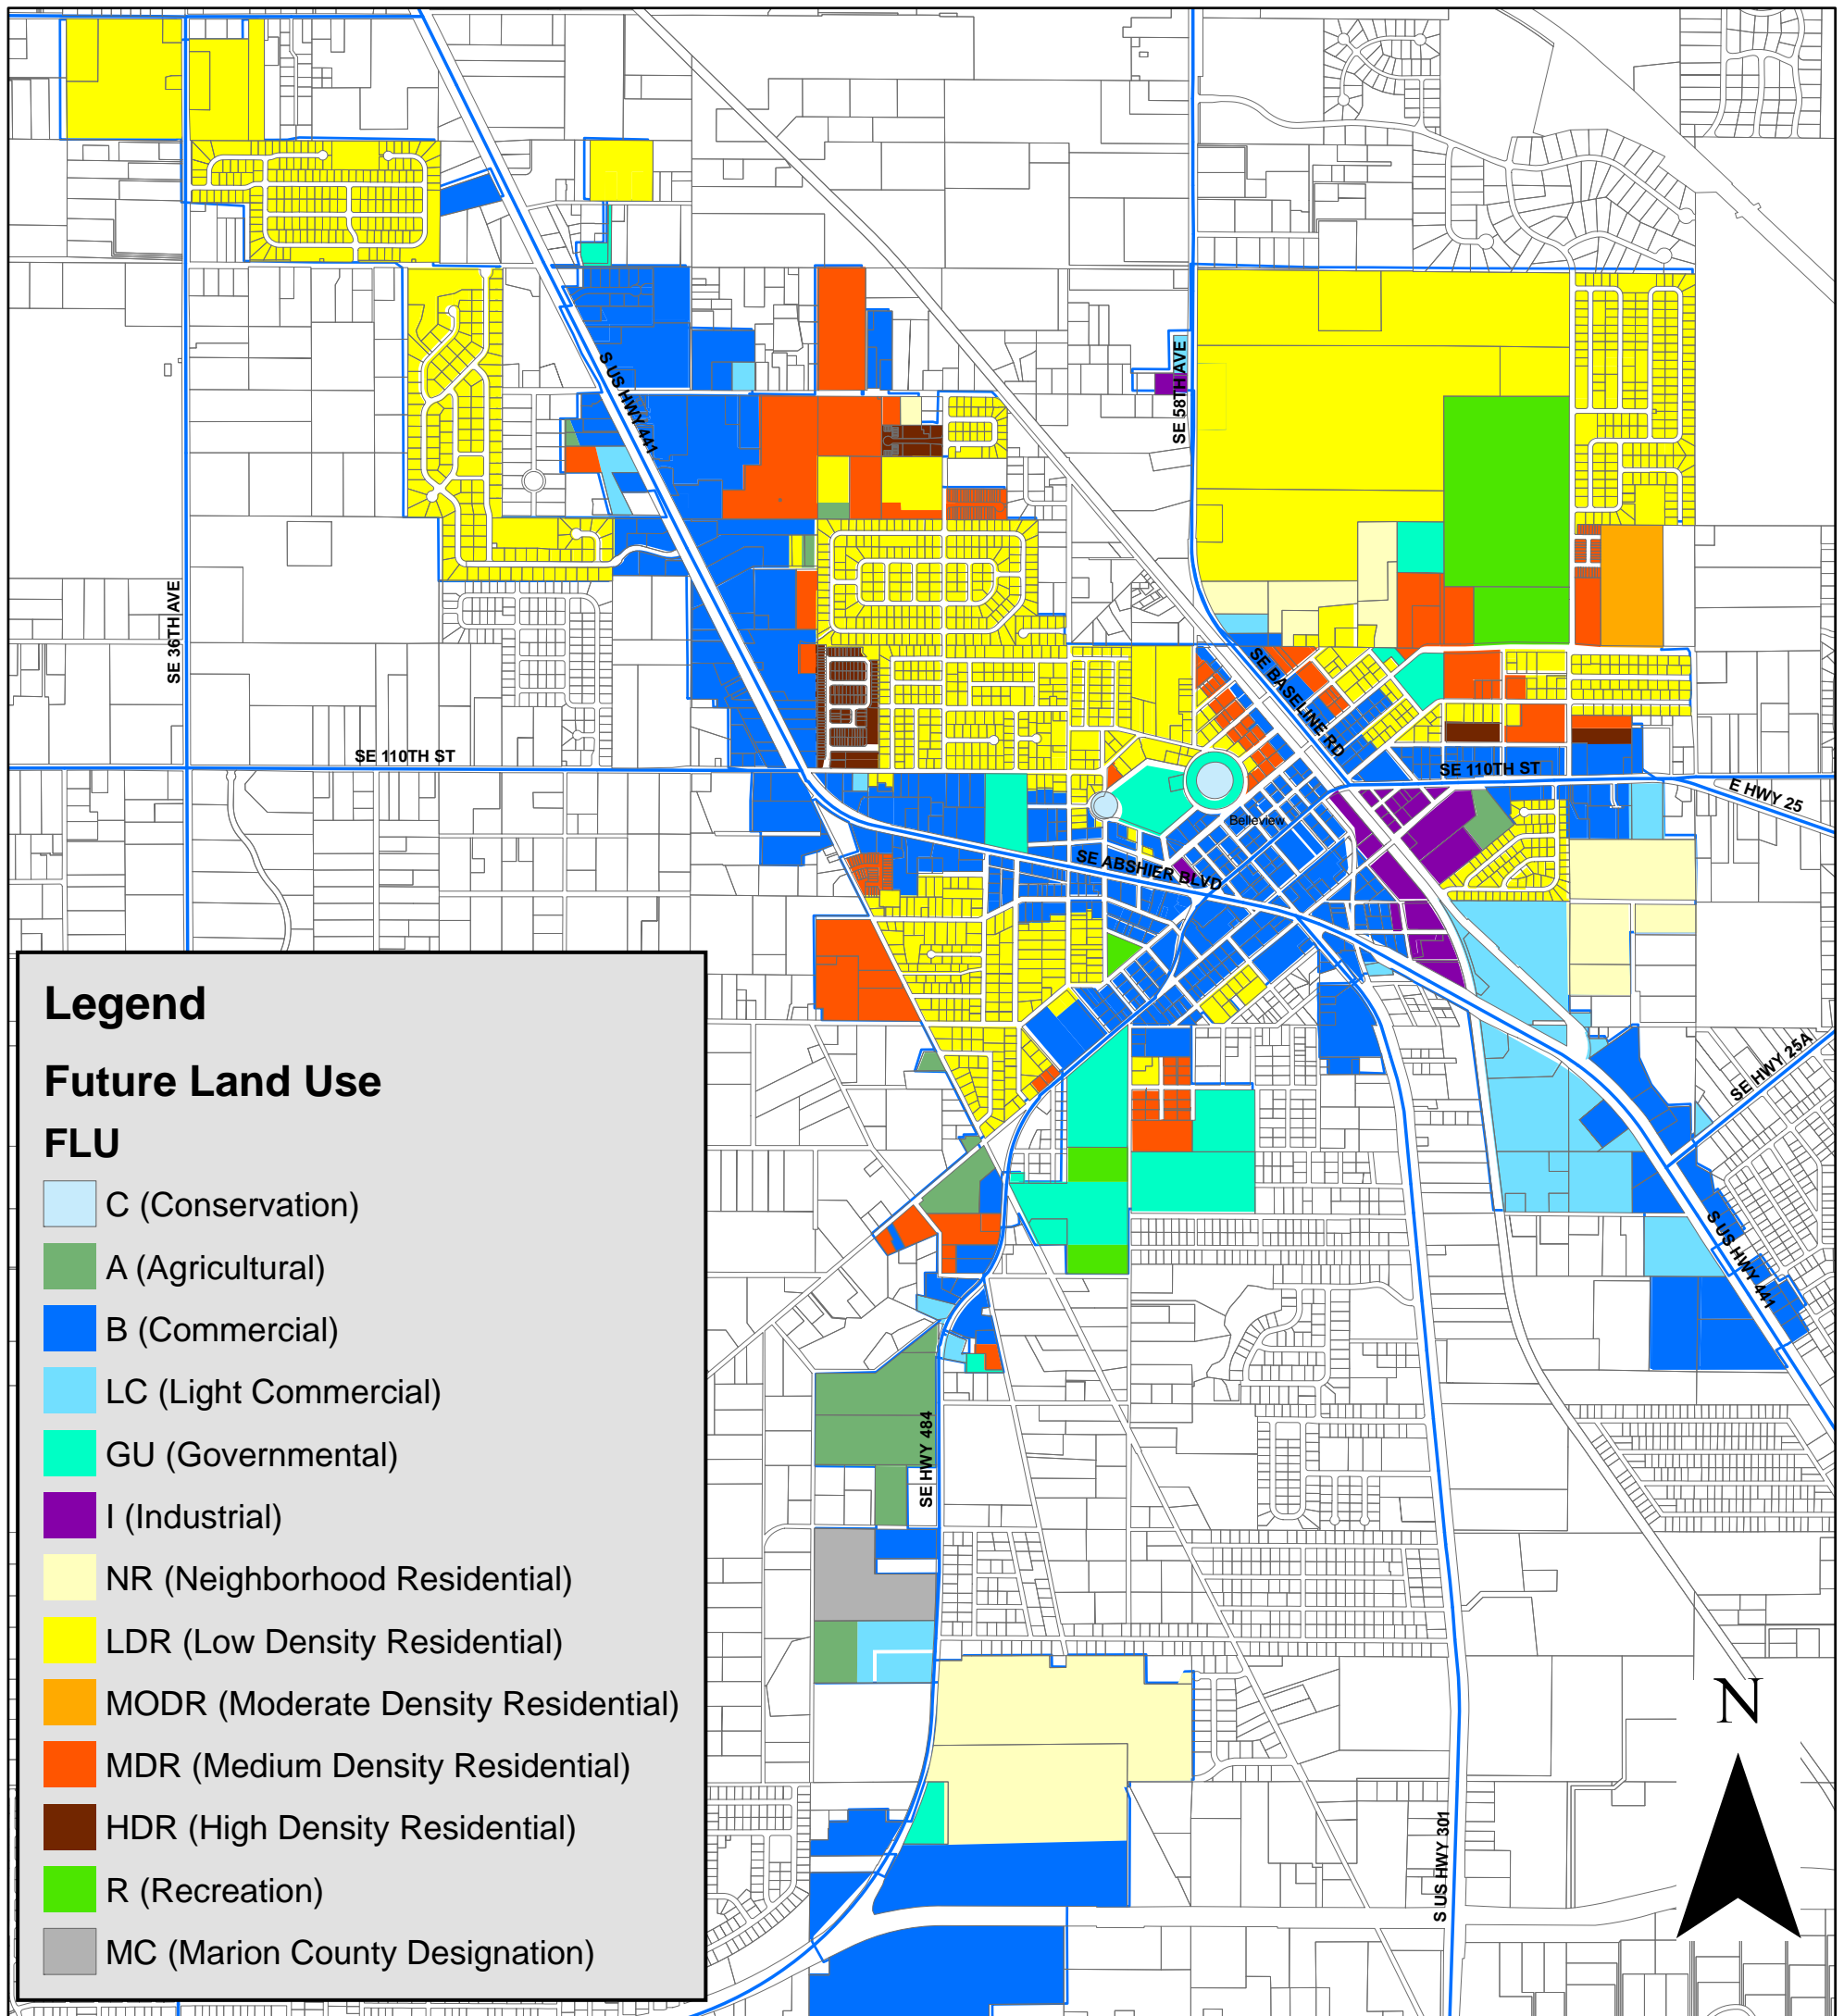 S US HWY 441
SE 58TH AVE
SE 36TH AVE
SE BASELINE RD
SE 110TH ST
SE 110TH ST
E HWY 25
Belleview
SE ABSHIER BLVD
SE HWY 25A
S US HWY 441
SE HWY 484
S US HWY 301
N
Legend
Future Land Use
FLU
C (Conservation)
A (Agricultural)
B (Commercial)
LC (Light Commercial)
GU (Governmental)
I (Industrial)
NR (Neighborhood Residential)
LDR (Low Density Residential)
MODR (Moderate Density Residential)
MDR (Medium Density Residential)
HDR (High Density Residential)
R (Recreation)
MC (Marion County Designation)